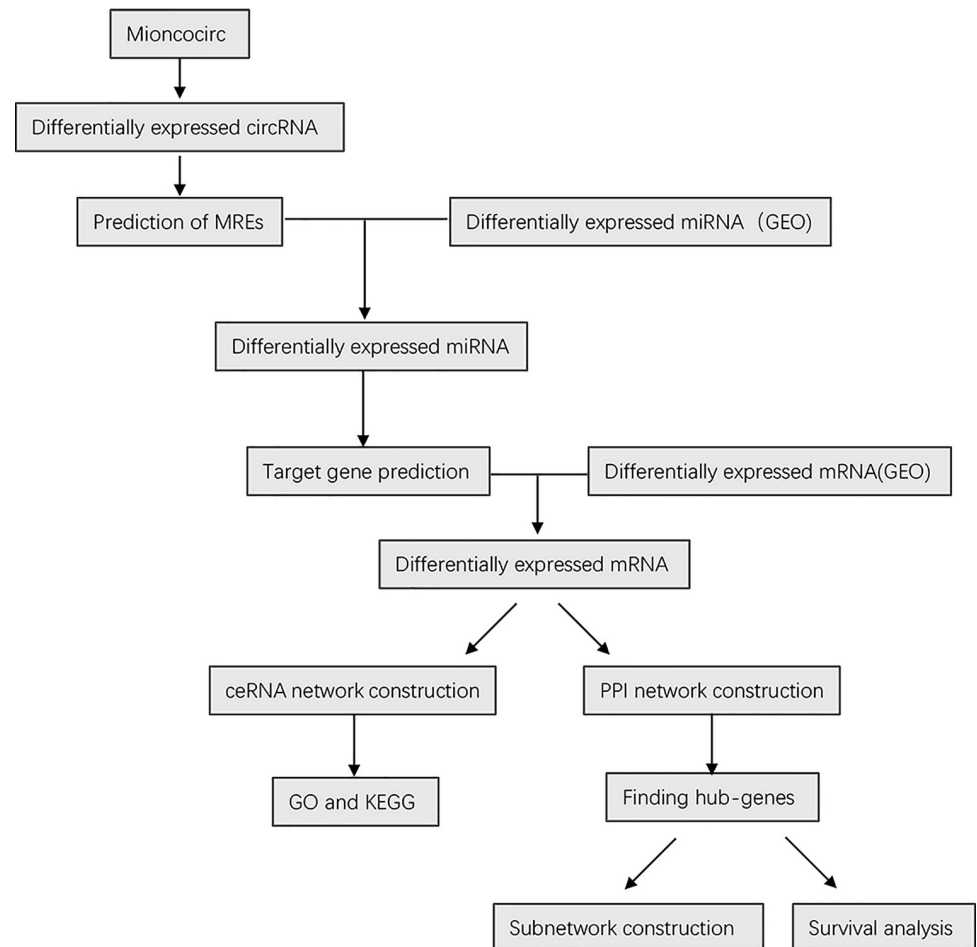 Mioncocirc
Differentially expressed circRNA
Prediction of MREs
Differentially expressed miRNA （GEO)
Differentially expressed miRNA
Target gene prediction
Differentially expressed mRNA(GEO)
Differentially expressed mRNA
ceRNA network construction
PPI network construction
GO and KEGG
Finding hub-genes
Subnetwork construction
Survival analysis